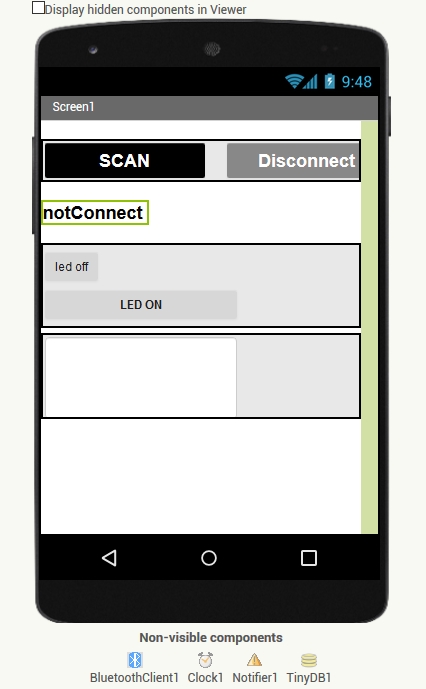 Display hidden components in Viewer
9:48
Screen1
SCAN Disconnect
notConnect
led off
LED ON
Non-visible components
BluetoothClient1 Clock1 Notifier1 TinyDB1